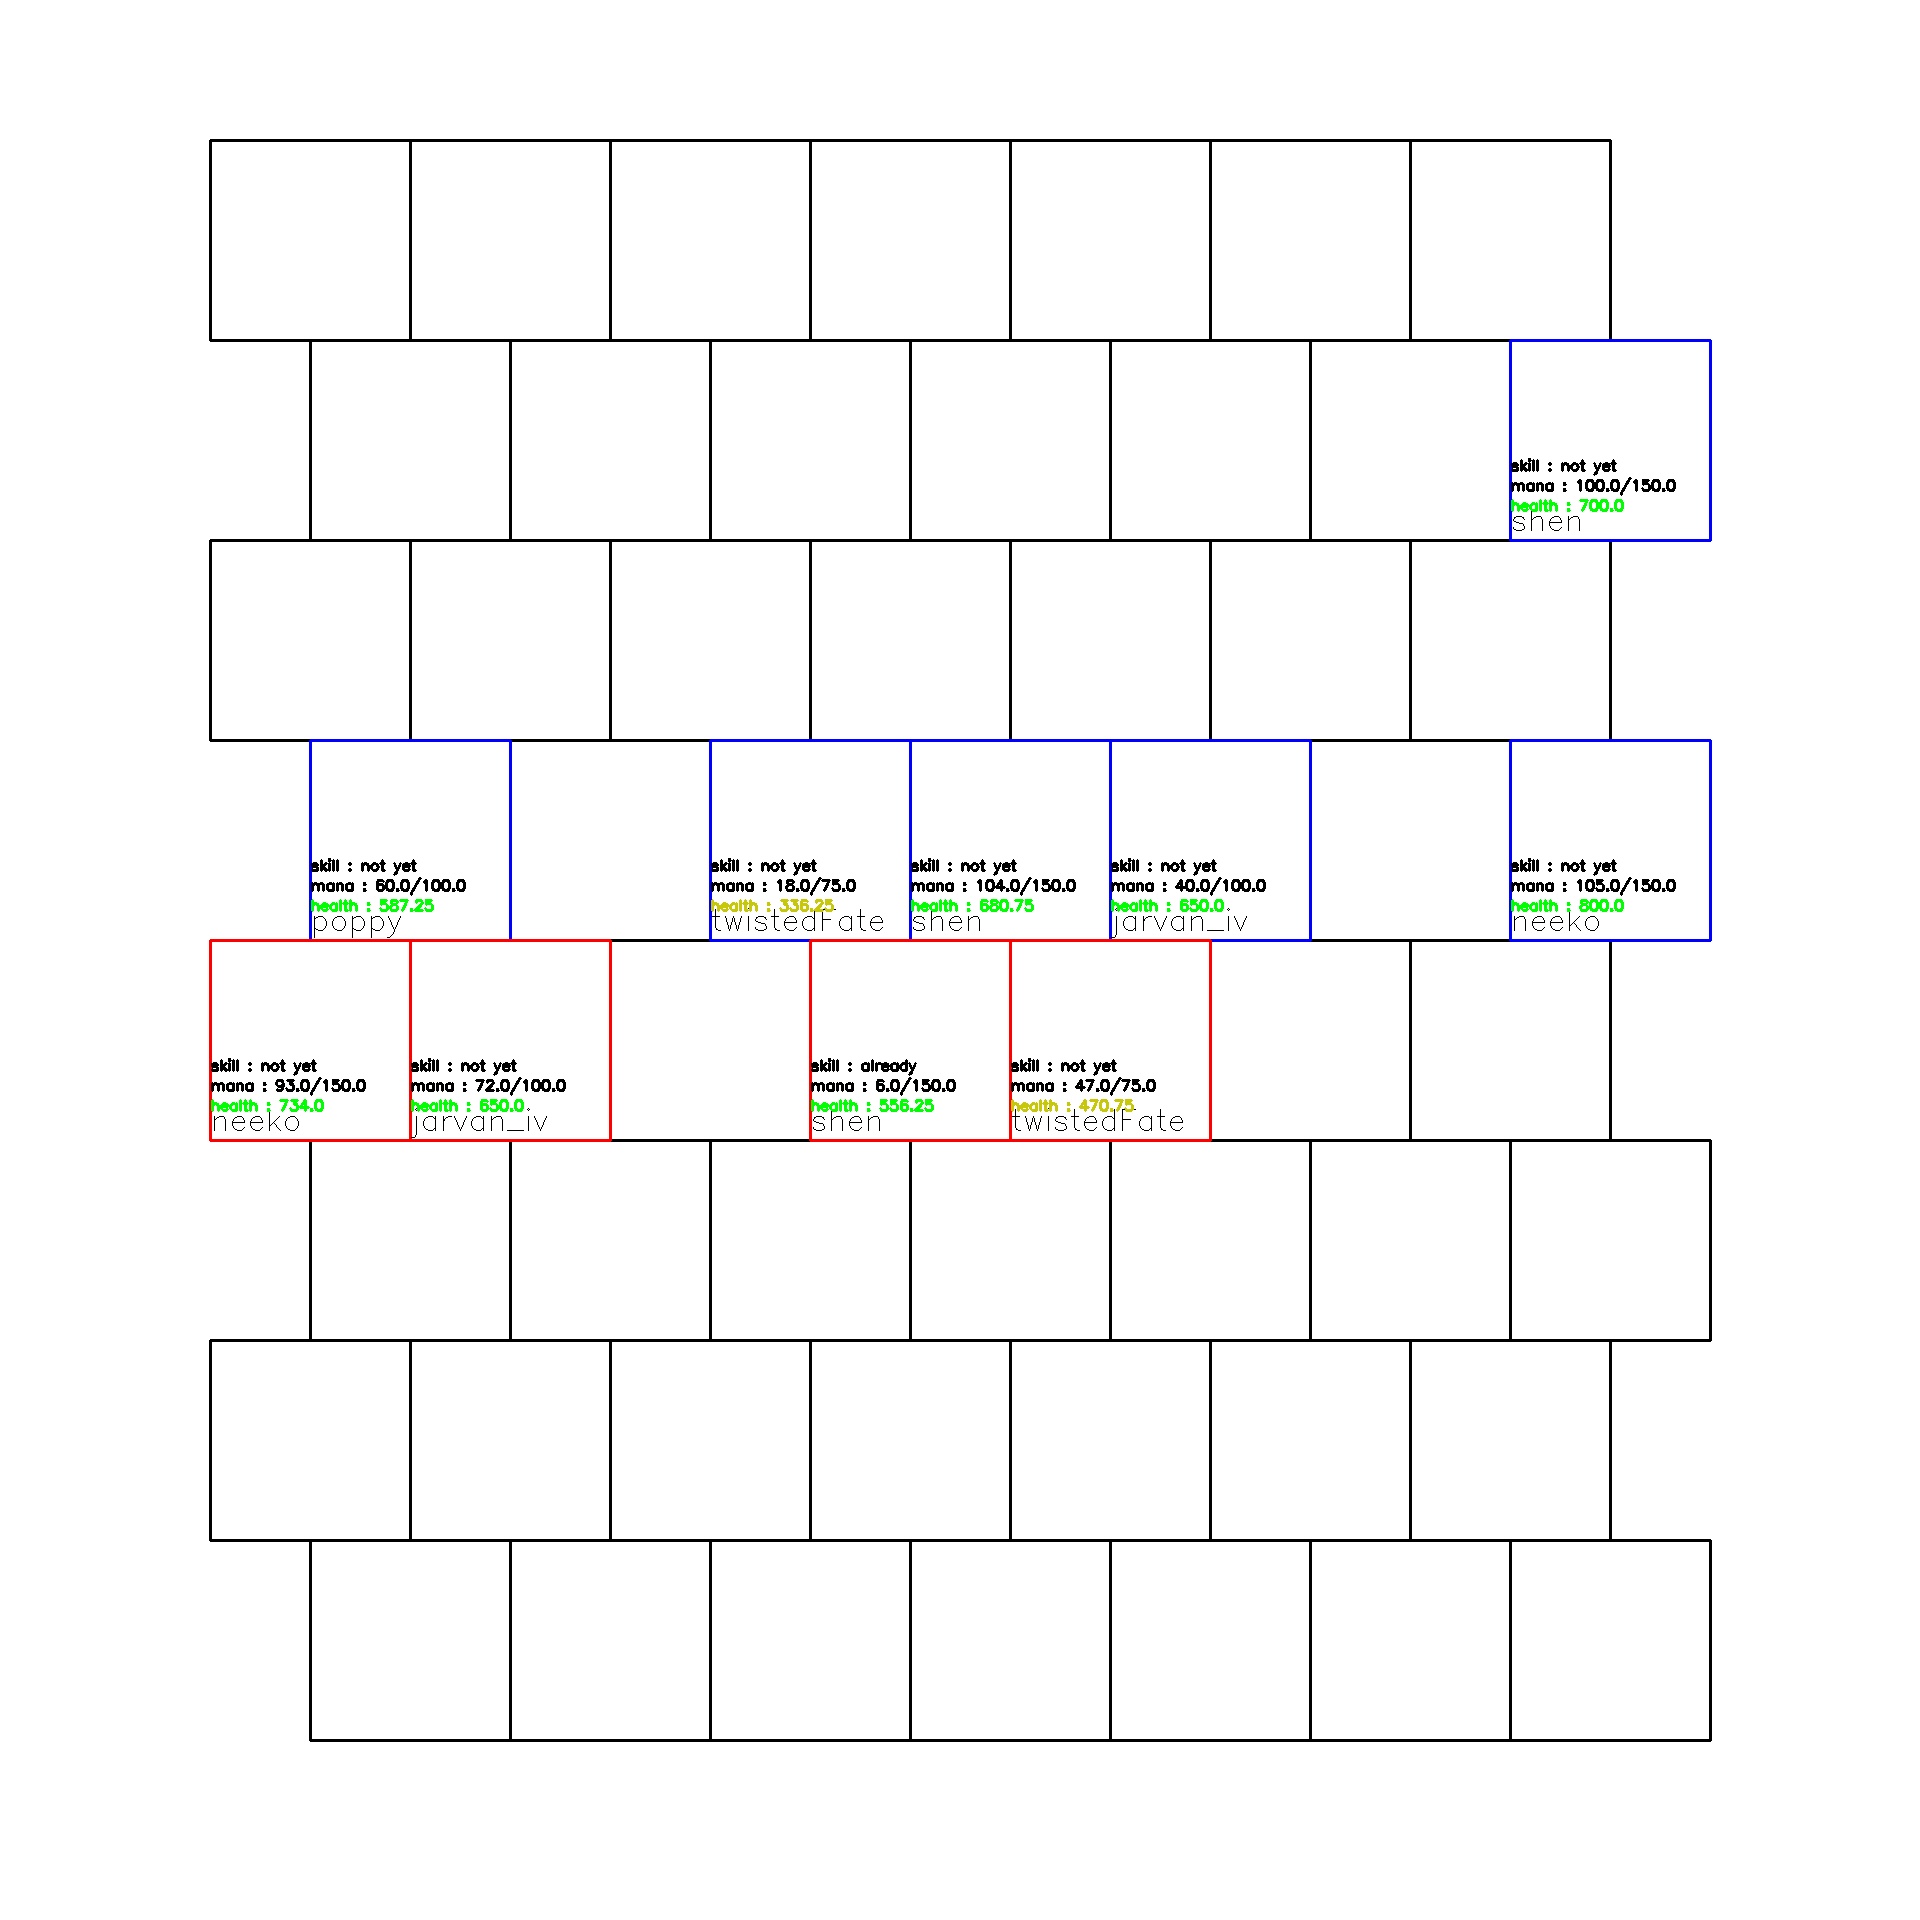 skill : not yet
mana : 100.0/150.0
health : 700.0
shen
skill : not yet
mana : 60.0/100.0
health : 587.25
poppy
skill : not yet
mana : 18.0/75.0
health : 336.25
twistedFate
skill : not yet
mana : 104.0/150.0
health : 680.75
shen
skill : not yet
mana : 40.0/100.0
health : 650.0
jarvan_iv
skill : not yet
mana : 105.0/150.0
health : 800.0
neeko
skill : not yet
mana : 93.0/150.0
health : 734.0
neeko
skill : not yet
mana : 72.0/100.0
health : 650.0
jarvan_iv
skill : already
mana : 6.0/150.0
health : 556.25
shen
skill : not yet
mana : 47.0/75.0
health : 470.75
twistedFate